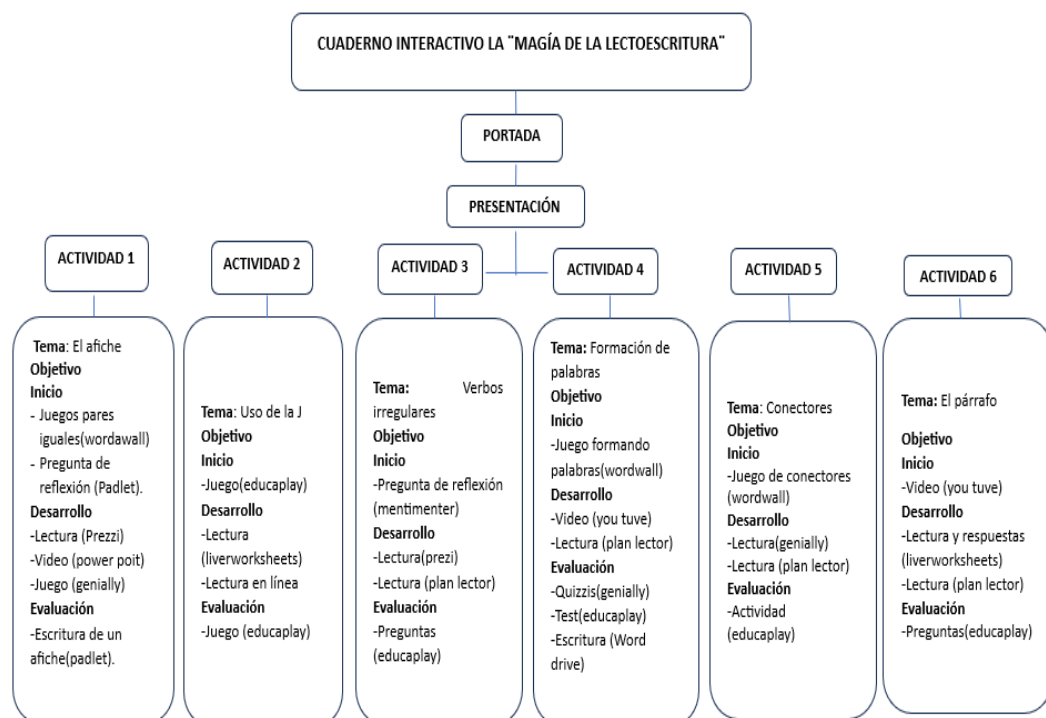 CUADERNO INTERACTIVO LA "MAGÍA DE LA LECTOESCRITURA"
PORTADA
PRESENTACIÓN
ACTIVIDAD 1
Tema: El afiche
Objetivo
Inicio
- Juegos pares
iguales(wordawall)
- Pregunta de
reflexión (Padlet).
Desarrollo
-Lectura (Prezzi)
-Video (power poit)
-Juego (genially)
Evaluación
-Escritura de un
afiche(padlet).
ACTIVIDAD 2
Tema: Uso de la J
Objetivo
Inicio
-Juego(educaplay)
Desarrollo
-Lectura
(liverworksheets)
-Lectura en línea
Evaluación
-Juego (educaplay)
ACTIVIDAD 3
Tema: Verbos
irregulares
Objetivo
Inicio
-Pregunta de reflexión
(mentimenter)
Desarrollo
-Lectura(prezi)
-Lectura (plan lector)
Evaluación
-Preguntas
(educaplay)
ACTIVIDAD 4
Tema: Formación de
palabras
Objetivo
Inicio
-Juego formando
palabras(wordwall)
Desarrollo
-Video (you tuve)
-Lectura (plan lector)
Evaluación
-Quizzis(genially)
-Test(educaplay)
-Escritura (Word
drive)
ACTIVIDAD 5
Tema: Conectores
Objetivo
Inicio
-Juego de conectores
(wordwall)
Desarrollo
-Lectura(genially)
-Lectura (plan lector)
Evaluación
-Actividad
(educaplay)
ACTIVIDAD 6
Tema: El párrafo
Objetivo
Inicio
-Video (you tuve)
Desarrollo
-Lectura y respuestas
(liverworksheets)
-Lectura (plan lector)
Evaluación
-Preguntas(educaplay)